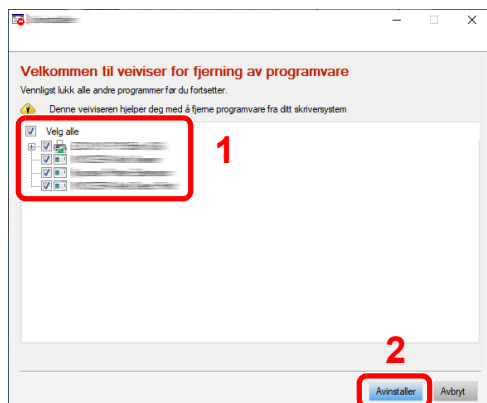 Velkommen til veiviser for fjerning av programvare
Vennligst lukk alle andre programmer før du fortsetter.
Denne veiviseren hjelper deg med å fjerne programvare fra ditt skriversystem
Velg alle
1
2
Avinstaller
Avbryt